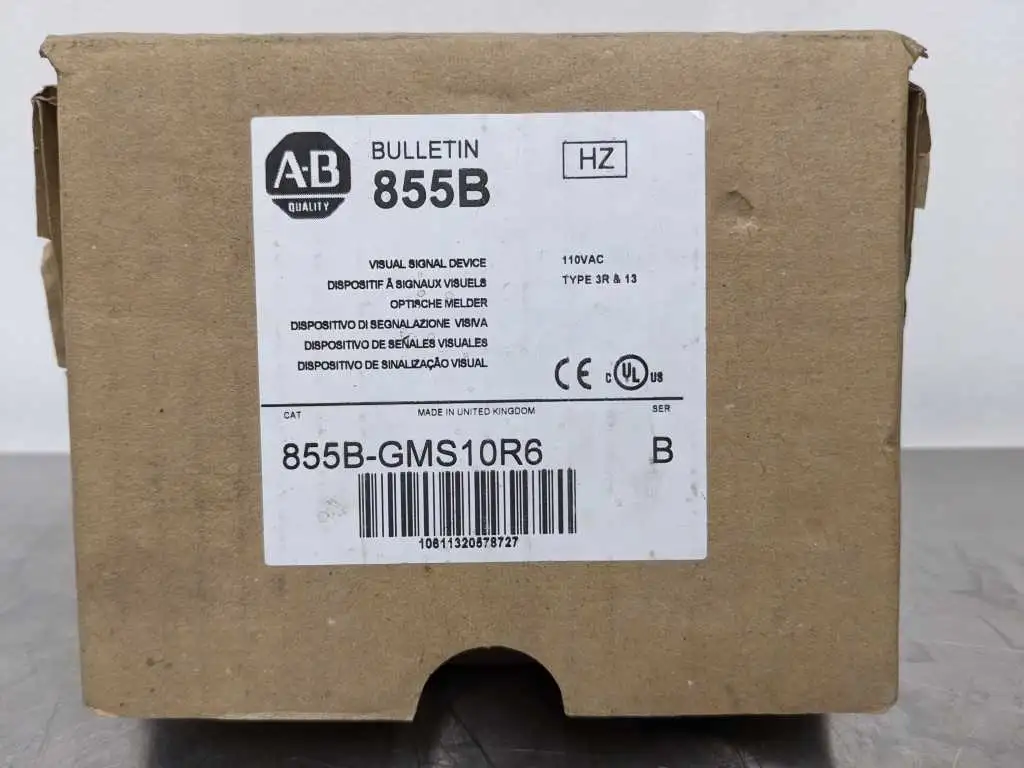 A-B
QUALITY
BULLETIN
855B
HZ
VISUAL SIGNAL DEVICE
DISPOSITIF À SIGNAUX VISUELS
OPTISCHE MELDER
DISPOSITIVO DI SEGNALAZIONE VISIVA
DISPOSITIVO DE SEÑALES VISUALES
DISPOSITIVO DE SINALIZAÇÃO VISUAL
110VAC
TYPE 3R & 13
CE C UL US
CAT MADE IN UNITED KINGDOM SER
855B-GMS10R6 B
10611320578727